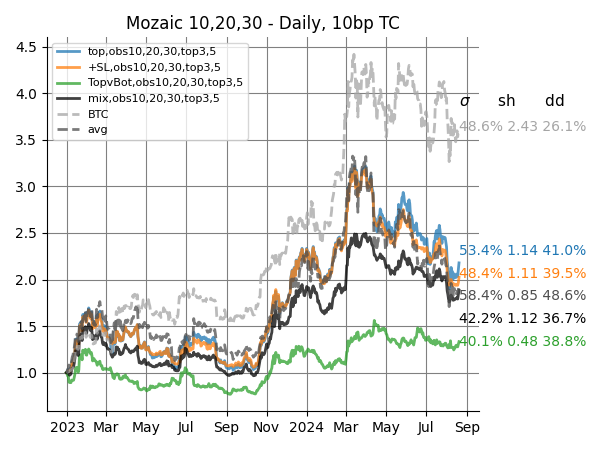 Mozaic 10,20,30 - Daily, 10bp TC
4.5
4.0
3.5
3.0
2.5
2.0
1.5
1.0
top,obs10,20,30,top3,5
+SL,obs10,20,30,top3,5
TopvBot,obs10,20,30,top3,5
mix,obs10,20,30,top3,5
BTC
avg
σ sh dd
48.6% 2.43 26.1%
53.4% 1.14 41.0%
48.4% 1.11 39.5%
58.4% 0.85 48.6%
42.2% 1.12 36.7%
40.1% 0.48 38.8%
2023 Mar May Jul Sep Nov 2024 Mar May Jul Sep